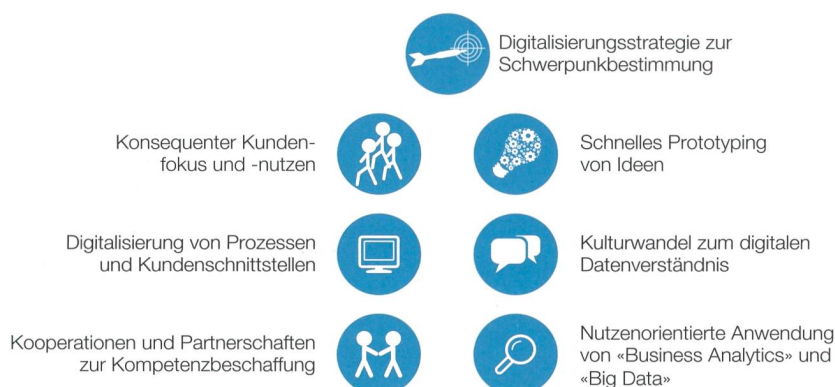 Digitalisierungsstrategie zur
Schwerpunkbestimmung
Konsequenter Kunden-
fokus und -nutzen
Schnelles Prototyping
von Ideen
Digitalisierung von Prozessen
und Kundenschnittstellen
Kulturwandel zum digitalen
Datenverständnis
Kooperationen und Partnerschaften
zur Kompetenzbeschaffung
Nutzenorientierte Anwendung
von «Business Analytics» und
«Big Data»